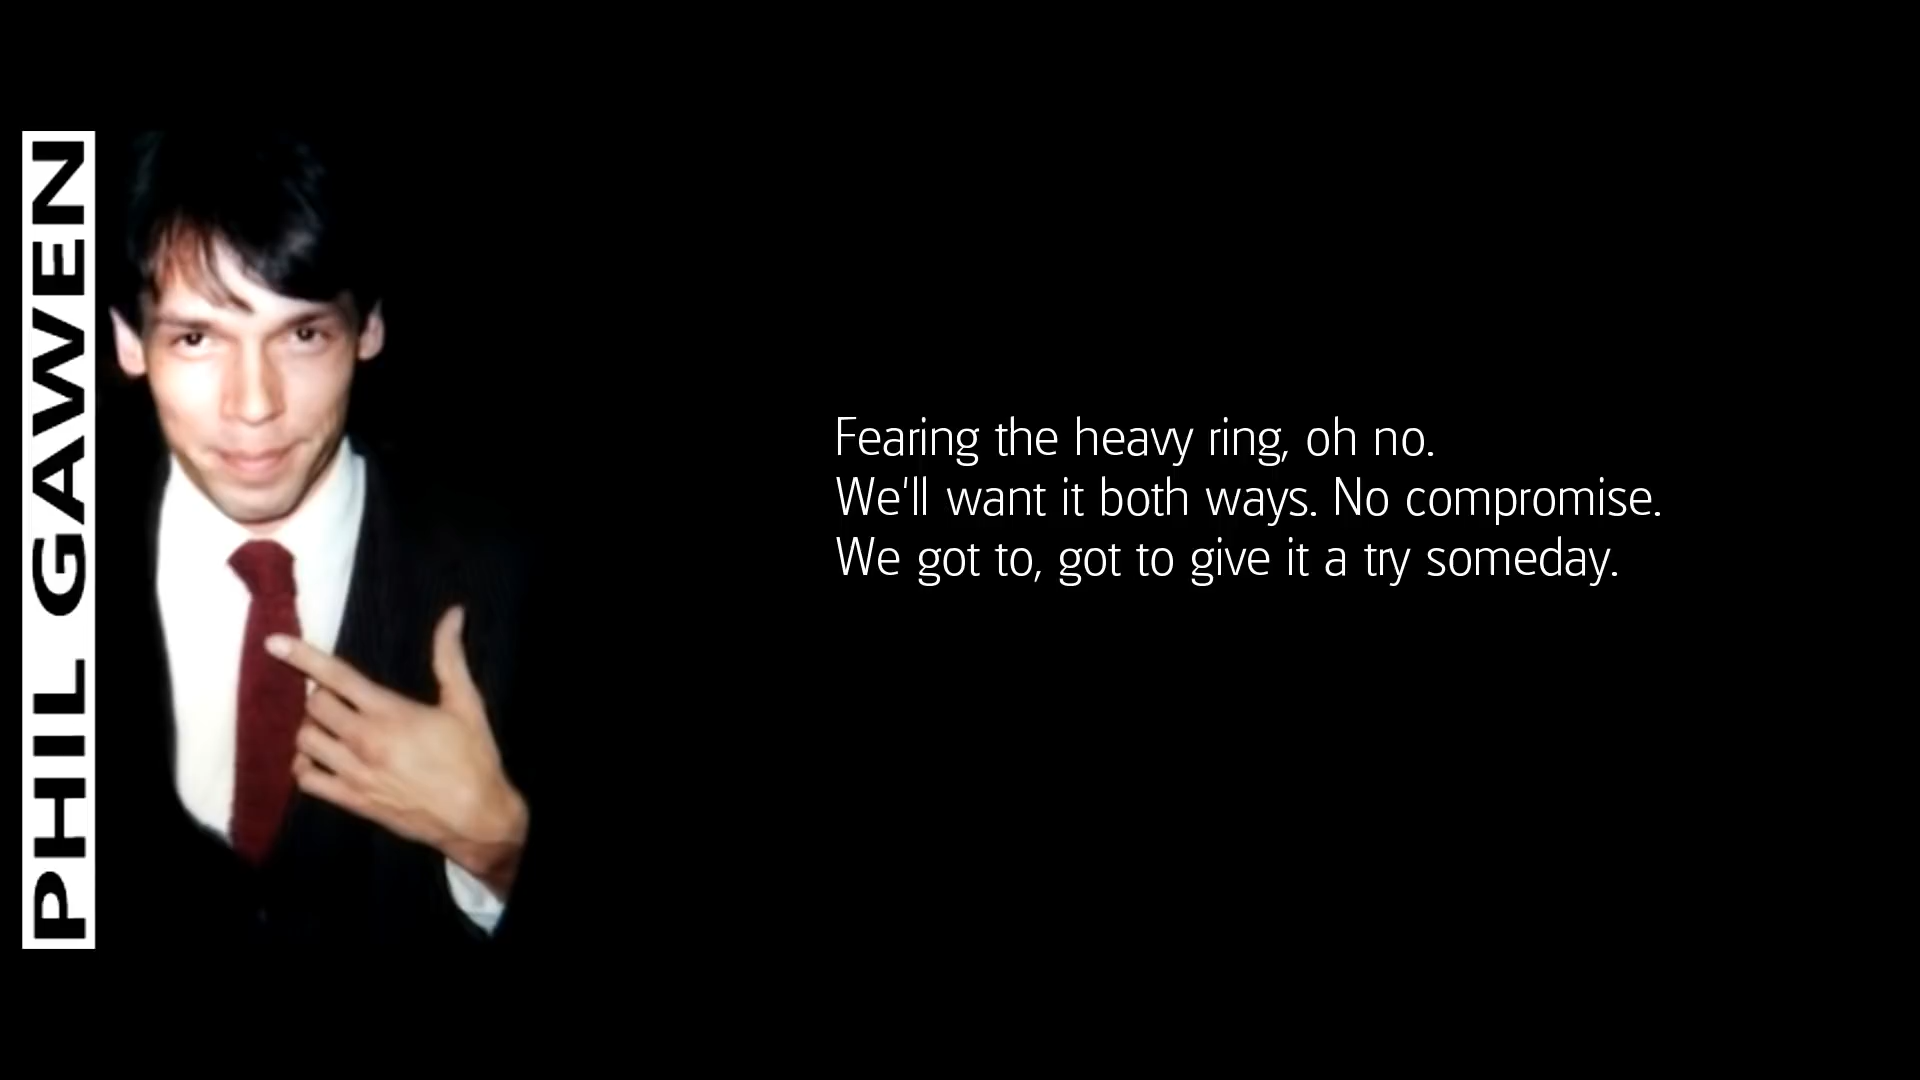 PHIL GAWEN
Fearing the heavy ring, oh no.
We'll want it both ways. No compromise.
We got to, got to give it a try someday.